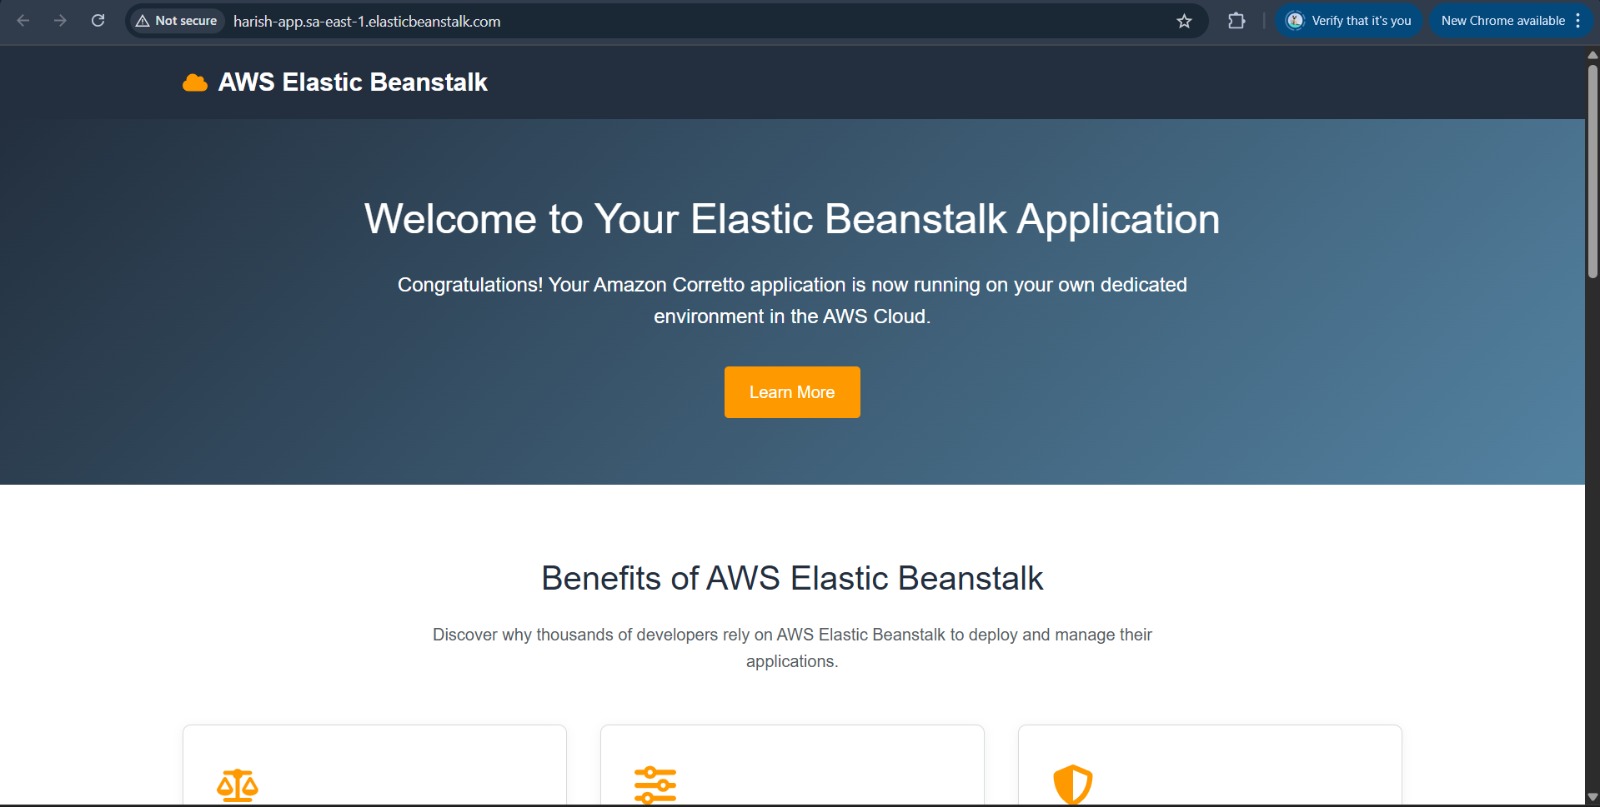 Not secure harish-app.sa-east-1.elasticbeanstalk.com Verify that it's you New Chrome available
AWS Elastic Beanstalk
Welcome to Your Elastic Beanstalk Application
Congratulations! Your Amazon Corretto application is now running on your own dedicated
environment in the AWS Cloud.
Learn More
Benefits of AWS Elastic Beanstalk
Discover why thousands of developers rely on AWS Elastic Beanstalk to deploy and manage their
applications.